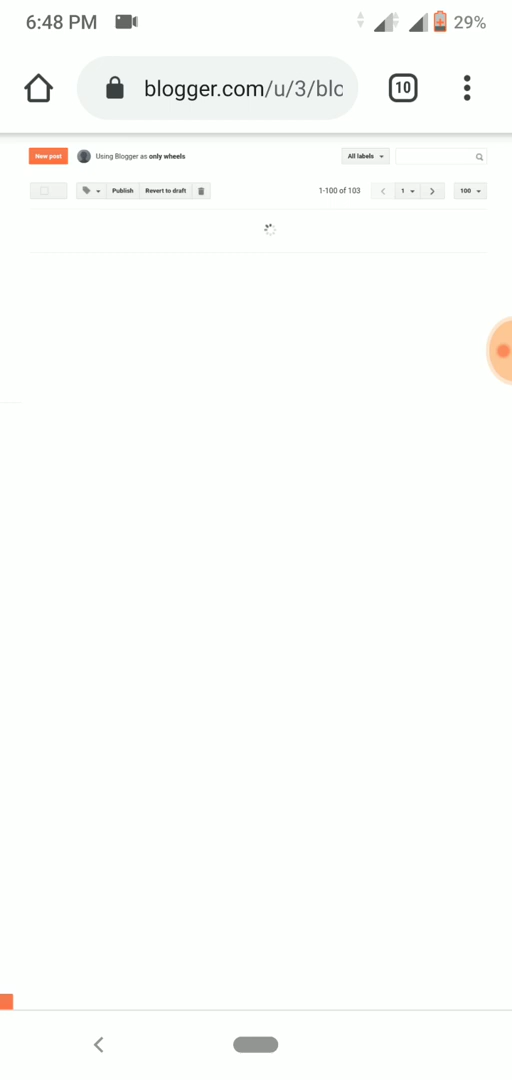 6:48 PM 29%
blogger.com/u/3/blc 10
New post Using Blogger as only wheels All labels
Publish Revert to draft 1-100 of 103 1 100